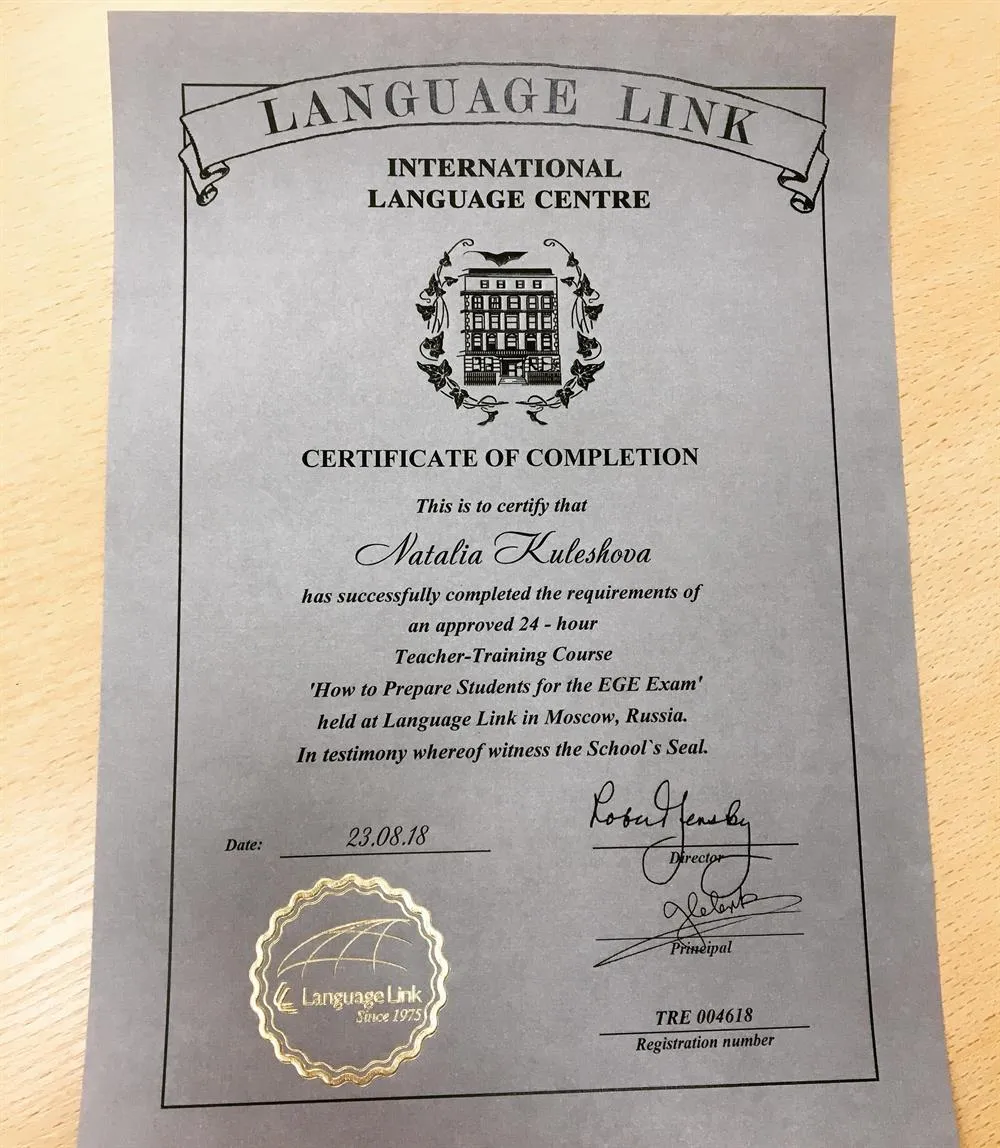 LANGUAGE LINK
INTERNATIONAL
LANGUAGE CENTRE
CERTIFICATE OF COMPLETION
This is to certify that
Natalia Kuleshova
has successfully completed the requirements of
an approved 24 - hour
Teacher-Training Course
'How to Prepare Students for the EGE Exam'
held at Language Link in Moscow, Russia.
In testimony whereof witness the School`s Seal.
Date: 23.08.18
Director
Principal
Language Link
Since 1975
TRE 004618
Registration number